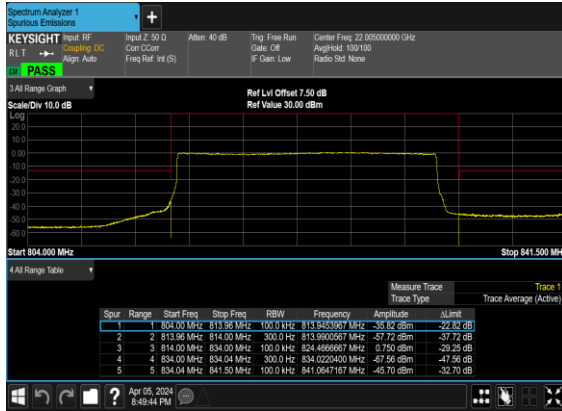 Spectrum Analyzer 1
Spurious Emissions
KEYSIGHT Input: RF Input Z: 50 Ω Atten: 40 dB Trig: Free Run Center Freq: 22.005000000 GHz
RLT Coupling: DC Corr CCorr Gate: Off Avg|Hold: 100/100
Align: Auto Freq Ref: Int (S) IF Gain: Low Radio Std: None
LXI PASS
3 All Range Graph
Ref Lvl Offset 7.50 dB
Scale/Div 10.0 dB Ref Value 30.00 dBm
Log
20.0
10.0
0.00
-10.0
-20.0
-30.0
-40.0
-50.0
-60.0
Start 804.000 MHz Stop 841.500 MHz
4 All Range Table
Measure Trace Trace 1
Trace Type Trace Average (Active)
Spur Range Start Freq Stop Freq RBW Frequency Amplitude ΔLimit
1 1 804.00 MHz 813.96 MHz 100.0 kHz 813.9453967 MHz -35.82 dBm -22.82 dB
2 2 813.96 MHz 814.00 MHz 300.0 Hz 813.9900567 MHz -57.72 dBm -37.72 dB
3 3 814.00 MHz 834.00 MHz 100.0 kHz 824.4666667 MHz 0.750 dBm -29.25 dB
4 4 834.00 MHz 834.04 MHz 300.0 Hz 834.0220400 MHz -67.56 dBm -47.56 dB
5 5 834.04 MHz 841.50 MHz 100.0 kHz 841.0647167 MHz -45.70 dBm -32.70 dB
Apr 05, 2024
8:49:44 PM